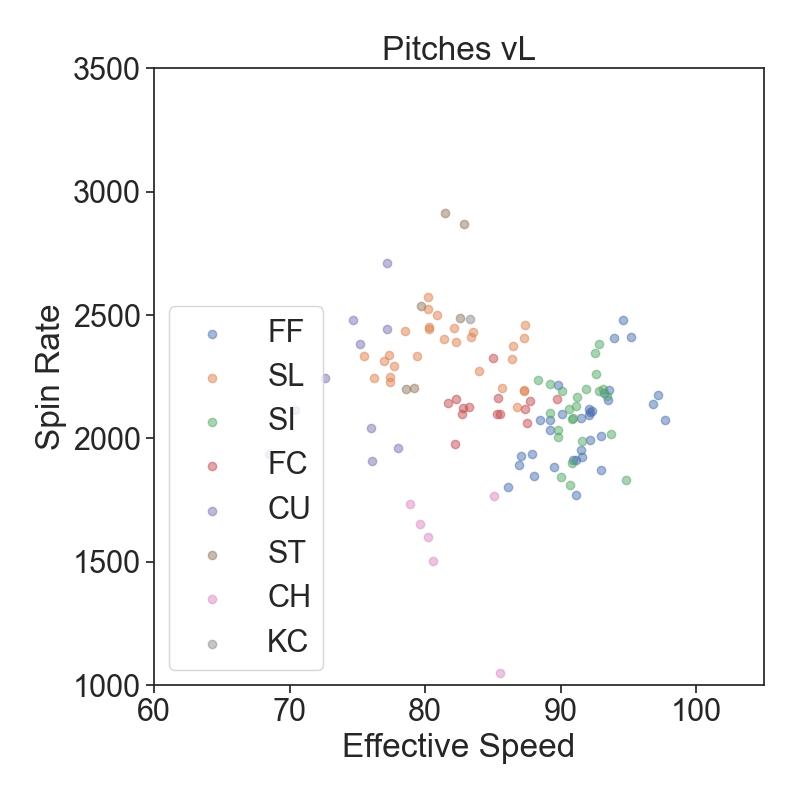 Pitches vL
3500
3000
2500
2000
1500
1000
Spin Rate
FF
SL
SI
FC
CU
ST
CH
KC
60 70 80 90 100
Effective Speed